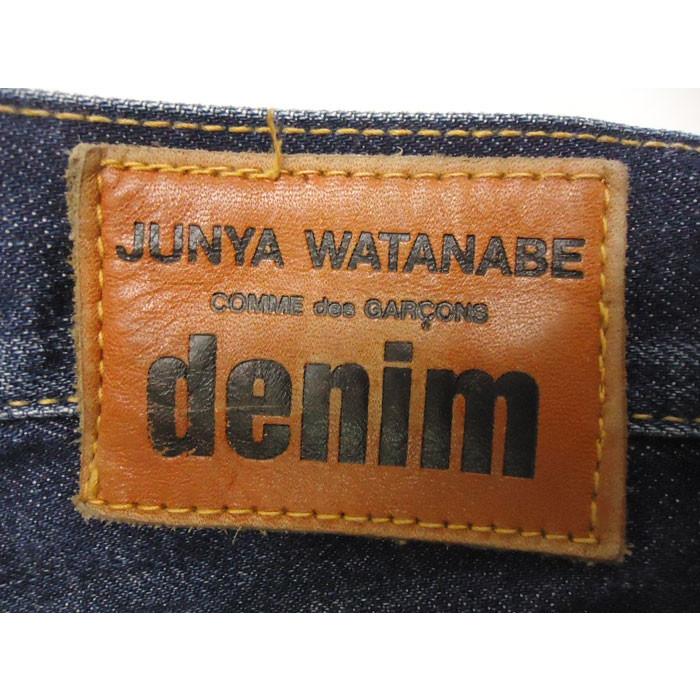 JUNYA WATANABE
COMME des GARÇONS
denim